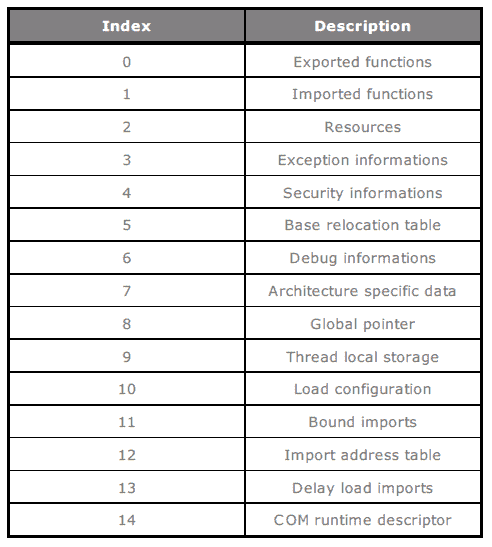 Index Description
0 Exported functions
1 Imported functions
2 Resources
3 Exception informations
4 Security informations
5 Base relocation table
6 Debug informations
7 Architecture specific data
8 Global pointer
9 Thread local storage
10 Load configuration
11 Bound imports
12 Import address table
13 Delay load imports
14 COM runtime descriptor